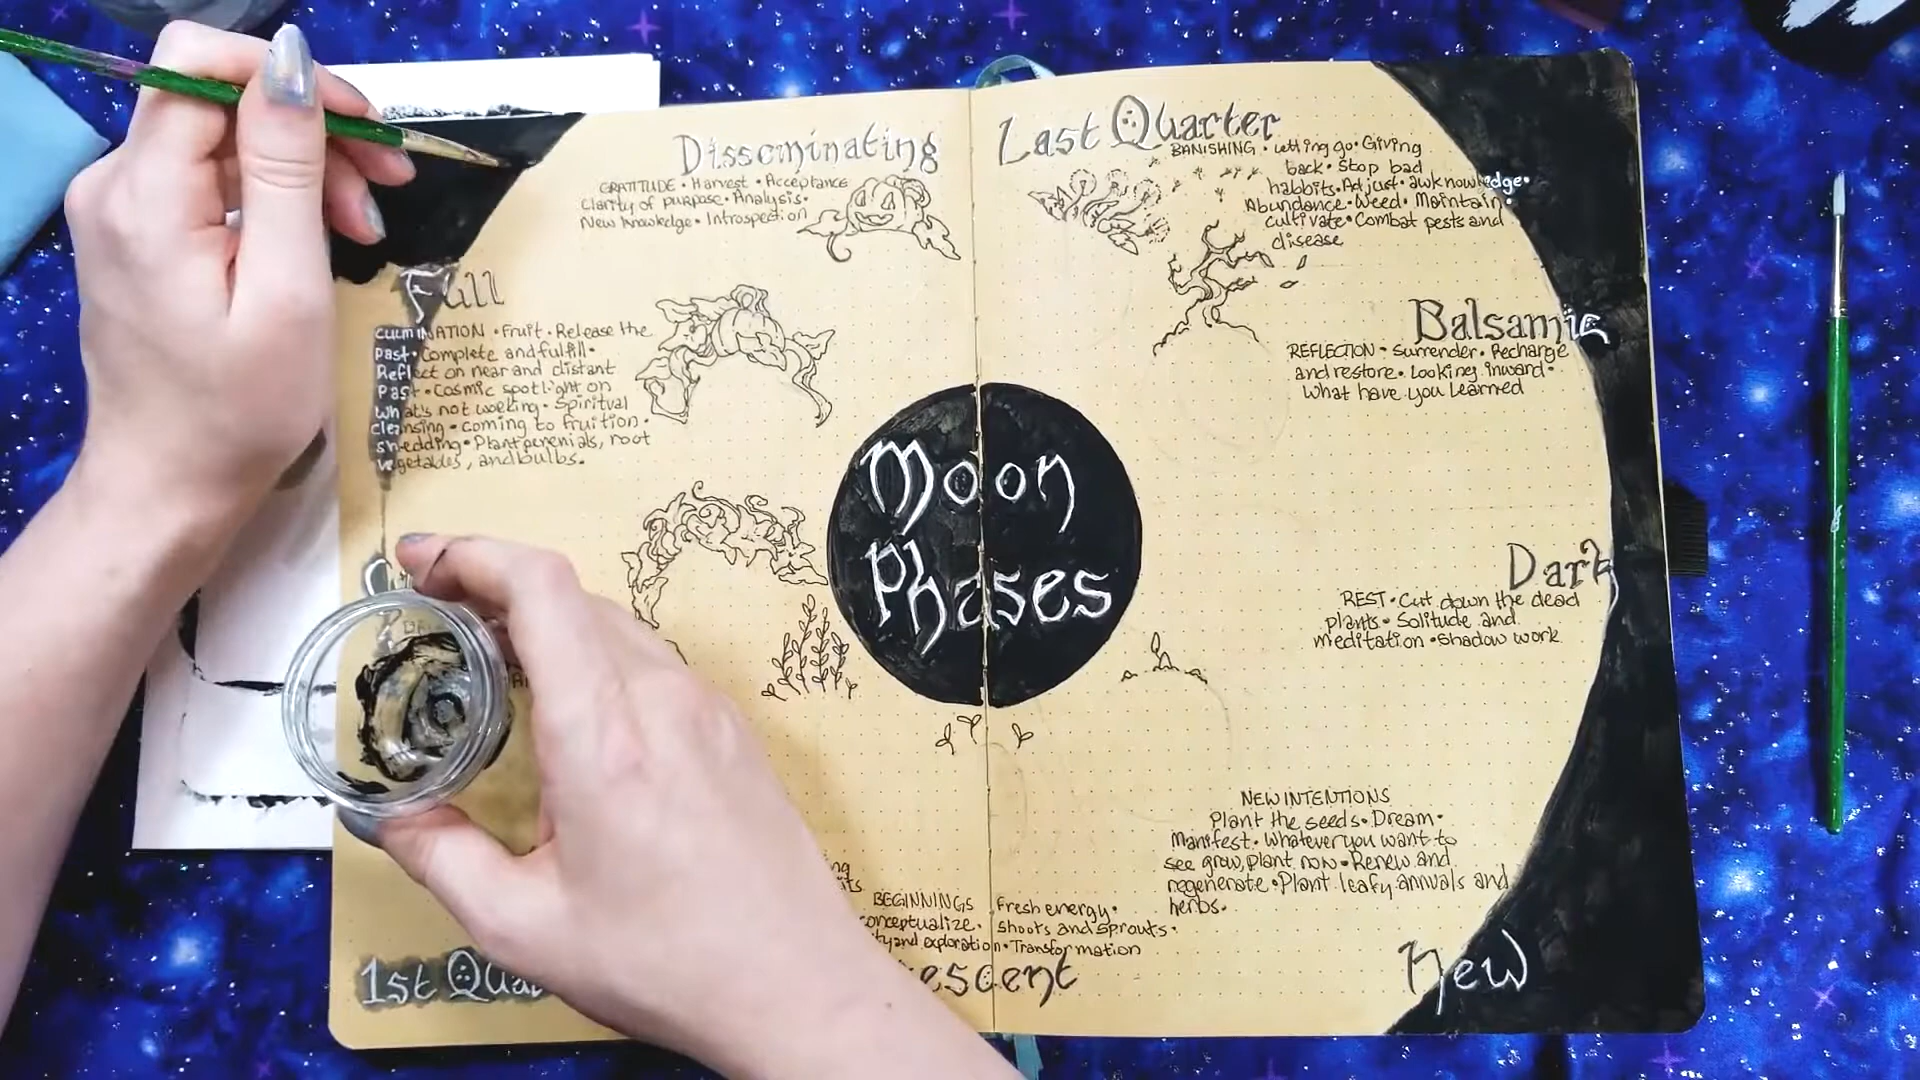 Disseminating
GRATITUDE • Harvest • Acceptance
Clarity of purpose • Analysis •
New knowledge • Introspection
Last Quarter
BANISHING • Letting go • Giving
back • Stop bad
habbits • Adjust • awknowledge •
Abundance • Weed • Maintain •
cultivate • Combat pests and
disease
Full
CULMINATION • Fruit • Release the
past • Complete and fulfill •
Reflect on near and distant
Past • Cosmic spotlight on
what's not working • Spiritual
cleansing • coming to fruition •
shedding • Plant perenials, root
vegetables, and bulbs.
Balsamic
REFLECTION • Surrender • Recharge
and restore • Looking inward •
What have you Learned
Moon
Phases
Dark
REST • Cut down the dead
plants • Solitude and
meditation • Shadow work
NEW INTENTIONS
Plant the seeds • Dream •
Manifest • Whatever you want to
see grow, plant now • Renew and
regenerate • Plant leafy annuals and
herbs.
New
BEGINNINGS Fresh energy •
conceptualize • Shoots and sprouts •
and exploration • Transformation
escent
1st Qua